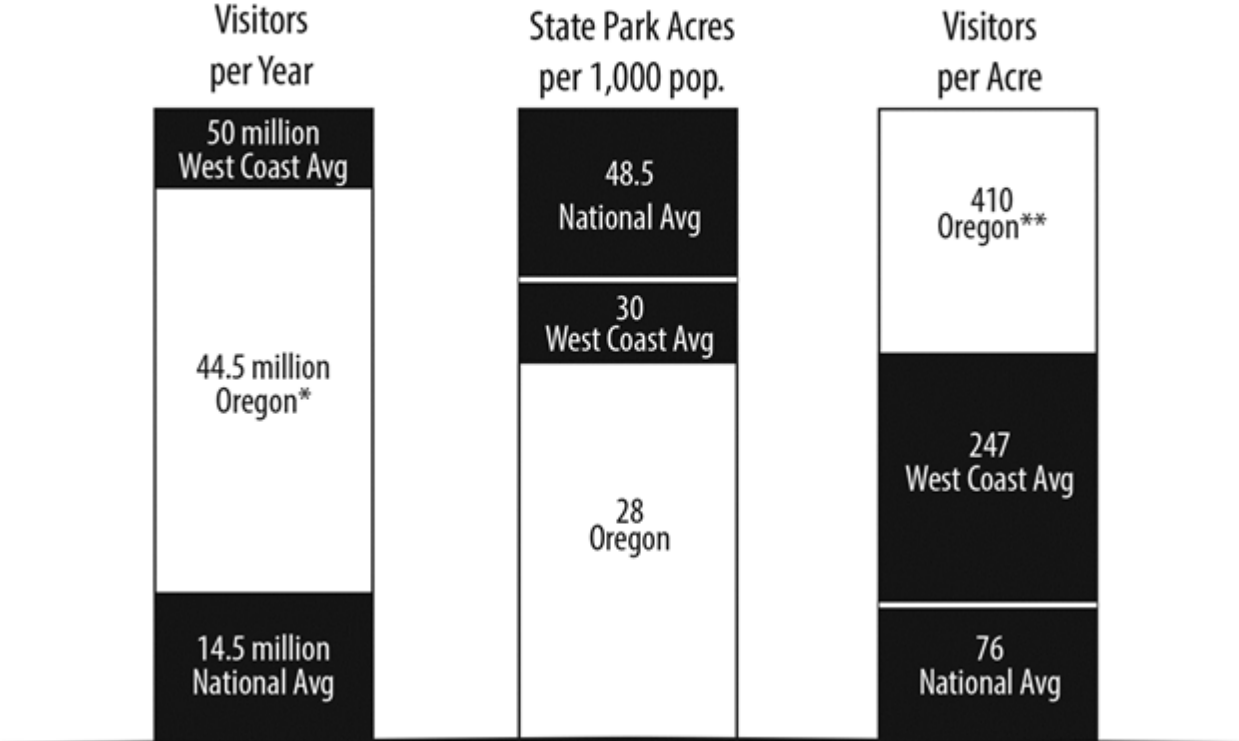 Visitors
per Year
50 million
West Coast Avg
44.5 million
Oregon*
14.5 million
National Avg
State Park Acres
per 1,000 pop.
48.5
National Avg
30
West Coast Avg
28
Oregon
Visitors
per Acre
410
Oregon**
247
West Coast Avg
76
National Avg